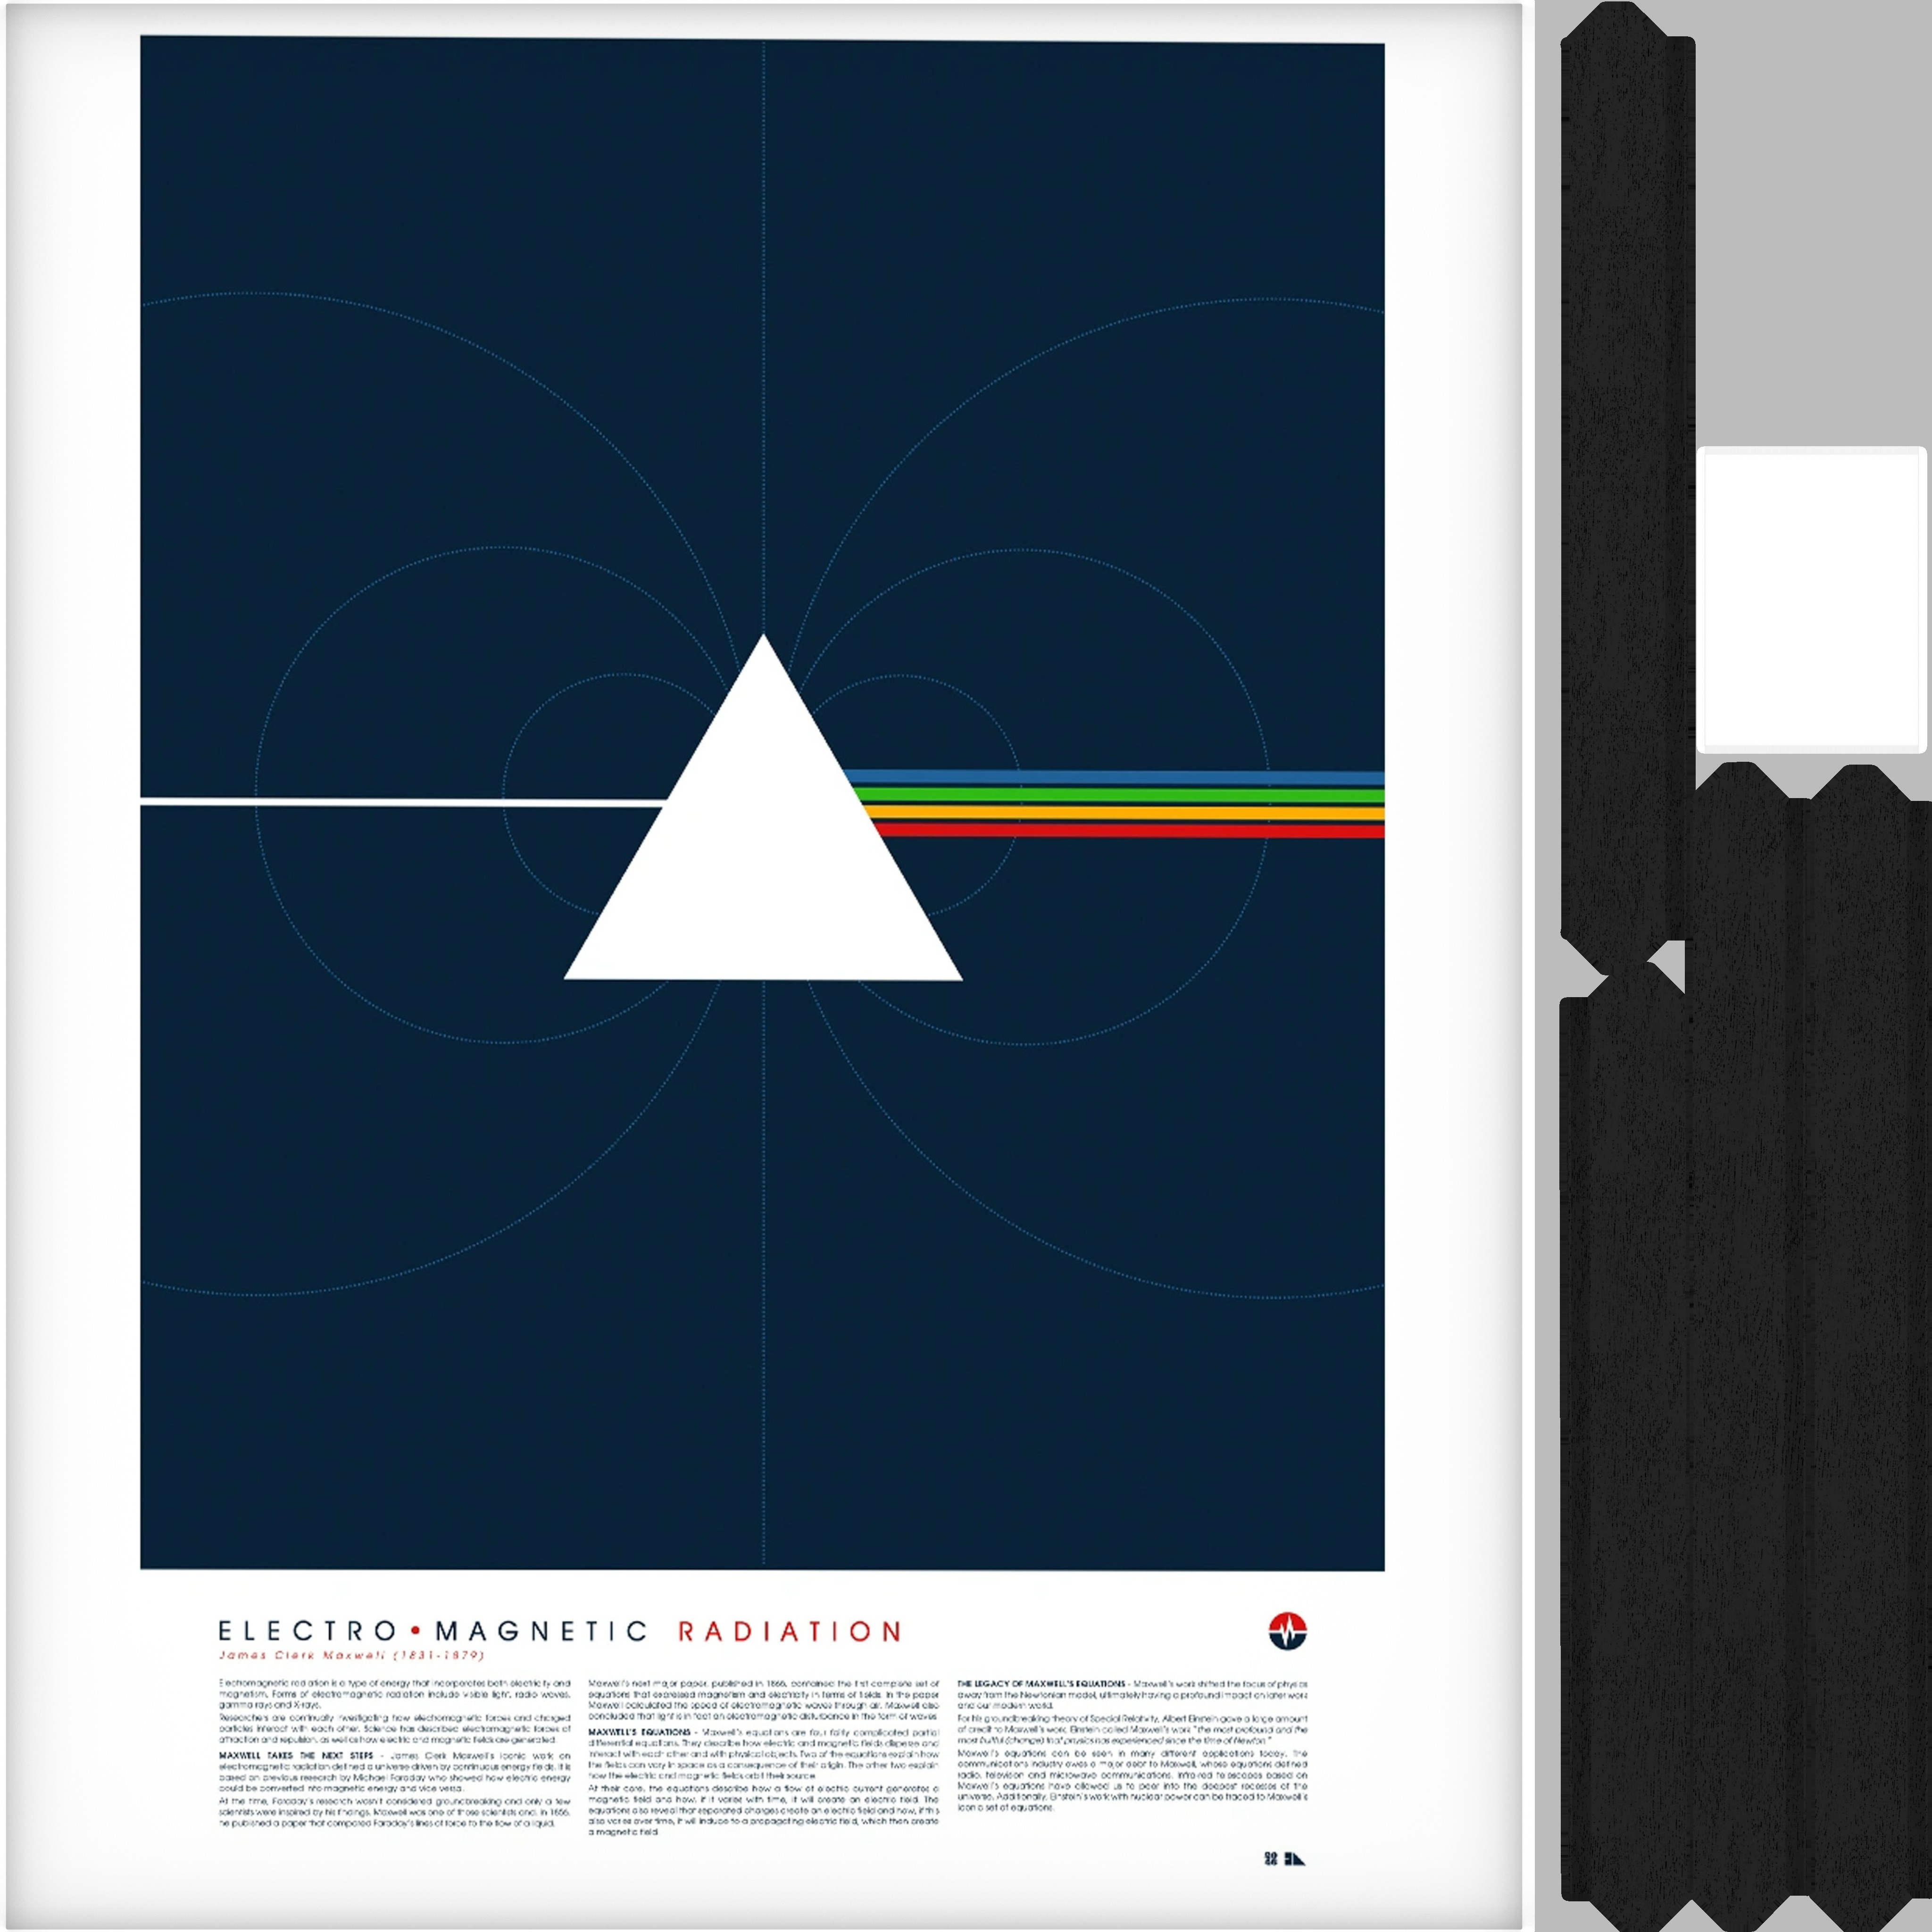 ELECTRO•MAGNETIC RADIATION
James Clerk Maxwell (1831-1879)
Electromagnetic radiation is a type of energy that incorporates both electricity and
magnetism. Forms of electromagnetic radiation include visible light, radio waves,
gamma rays and X-rays.
Researchers are continually investigating how electromagnetic forces and charged
particles interact with each other. Science has described electromagnetic forces of
attraction and repulsion, as well as how electric and magnetic fields are generated.
MAXWELL TAKES THE NEXT STEPS - James Clerk Maxwell's iconic work on
electromagnetic radiation defined a universe driven by continuous energy fields. It is
based on previous research by Michael Faraday who showed how electric energy
could be converted into magnetic energy and vice versa.
At the time, Faraday's research wasn't considered groundbreaking and only a few
scientists were inspired by his findings. Maxwell was one of those scientists and, in 1856,
he published a paper that compared Faraday's lines of force to the flow of a liquid.
Maxwell's next major paper, published in 1866, contained the first complete set of
equations that expressed magnetism and electricity in terms of fields. In the paper
Maxwell calculated the speed of electromagnetic waves through air. Maxwell also
concluded that light is in fact an electromagnetic disturbance in the form of waves.
MAXWELL'S EQUATIONS - Maxwell's equations are four fairly complicated partial
differential equations. They describe how electric and magnetic fields disperse and
interact with each other and with physical objects. Two of the equations explain how
the fields can vary in space as a consequence of their origin. The other two explain
how the electric and magnetic fields orbit their source.
At their core, the equations describe how a flow of electric current generates a
magnetic field and how, if it varies with time, it will create an electric field. The
equations also reveal that separated charges create an electric field and how, if this
also varies over time, it will induce to a propagating electric field, which then create
a magnetic field.
THE LEGACY OF MAXWELL'S EQUATIONS - Maxwell's work shifted the focus of physics
away from the Newtonian model, ultimately having a profound impact on later work
and our modern world.
For his groundbreaking theory of Special Relativity, Albert Einstein gave a large amount
of credit to Maxwell's work. Einstein called Maxwell's work "the most profound and the
most fruitful (change) that physics has experienced since the time of Newton."
Maxwell's equations can be seen in many different applications today. The
communications industry owes a major debt to Maxwell, whose equations defined
radio, television and microwave communications. Infra-red telescopes based on
Maxwell's equations have allowed us to peer into the deepest recesses of the
universe. Additionally, Einstein's work with nuclear power can be traced to Maxwell's
iconic set of equations.